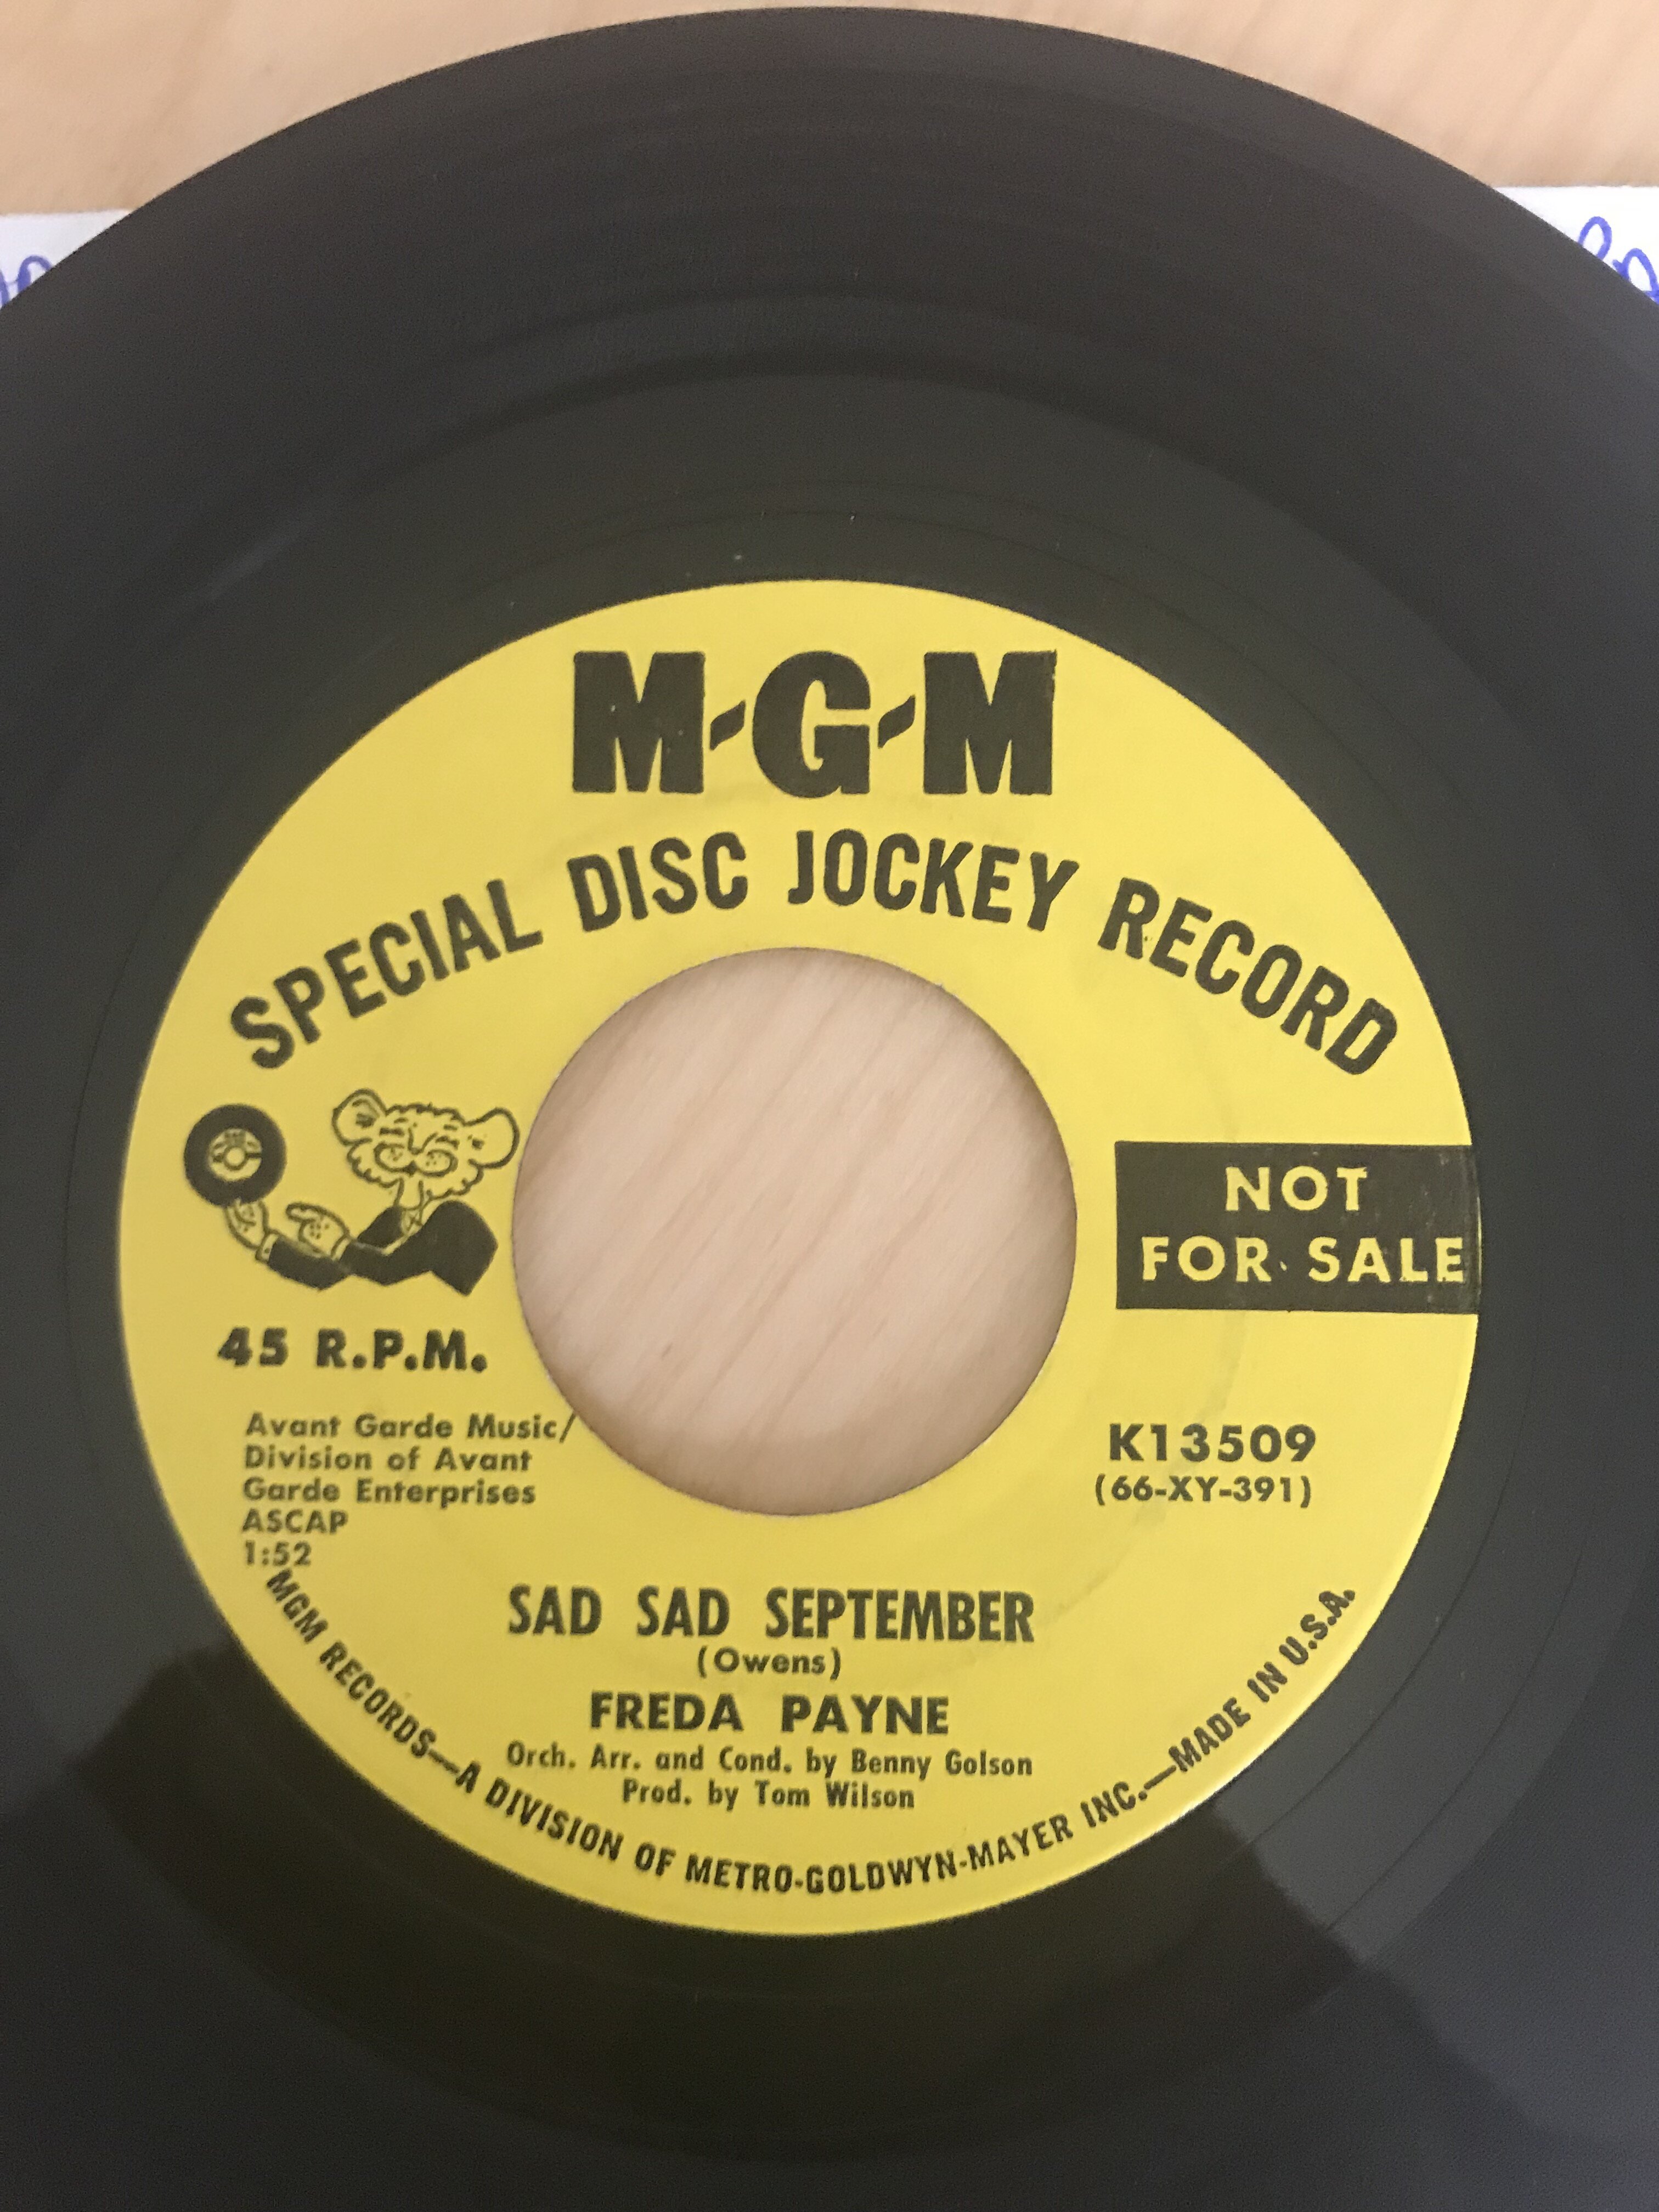 M-G-M
SPECIAL DISC JOCKEY RECORD
NOT
FOR SALE
45 R.P.M.
Avant Garde Music/
Division of Avant
Garde Enterprises
ASCAP
1:52
K13509
(66-XY-391)
SAD SAD SEPTEMBER
(Owens)
FREDA PAYNE
Orch. Arr. and Cond. by Benny Golson
Prod. by Tom Wilson
MGM RECORDS—A DIVISION OF METRO-GOLDWYN-MAYER INC.—MADE IN U.S.A.